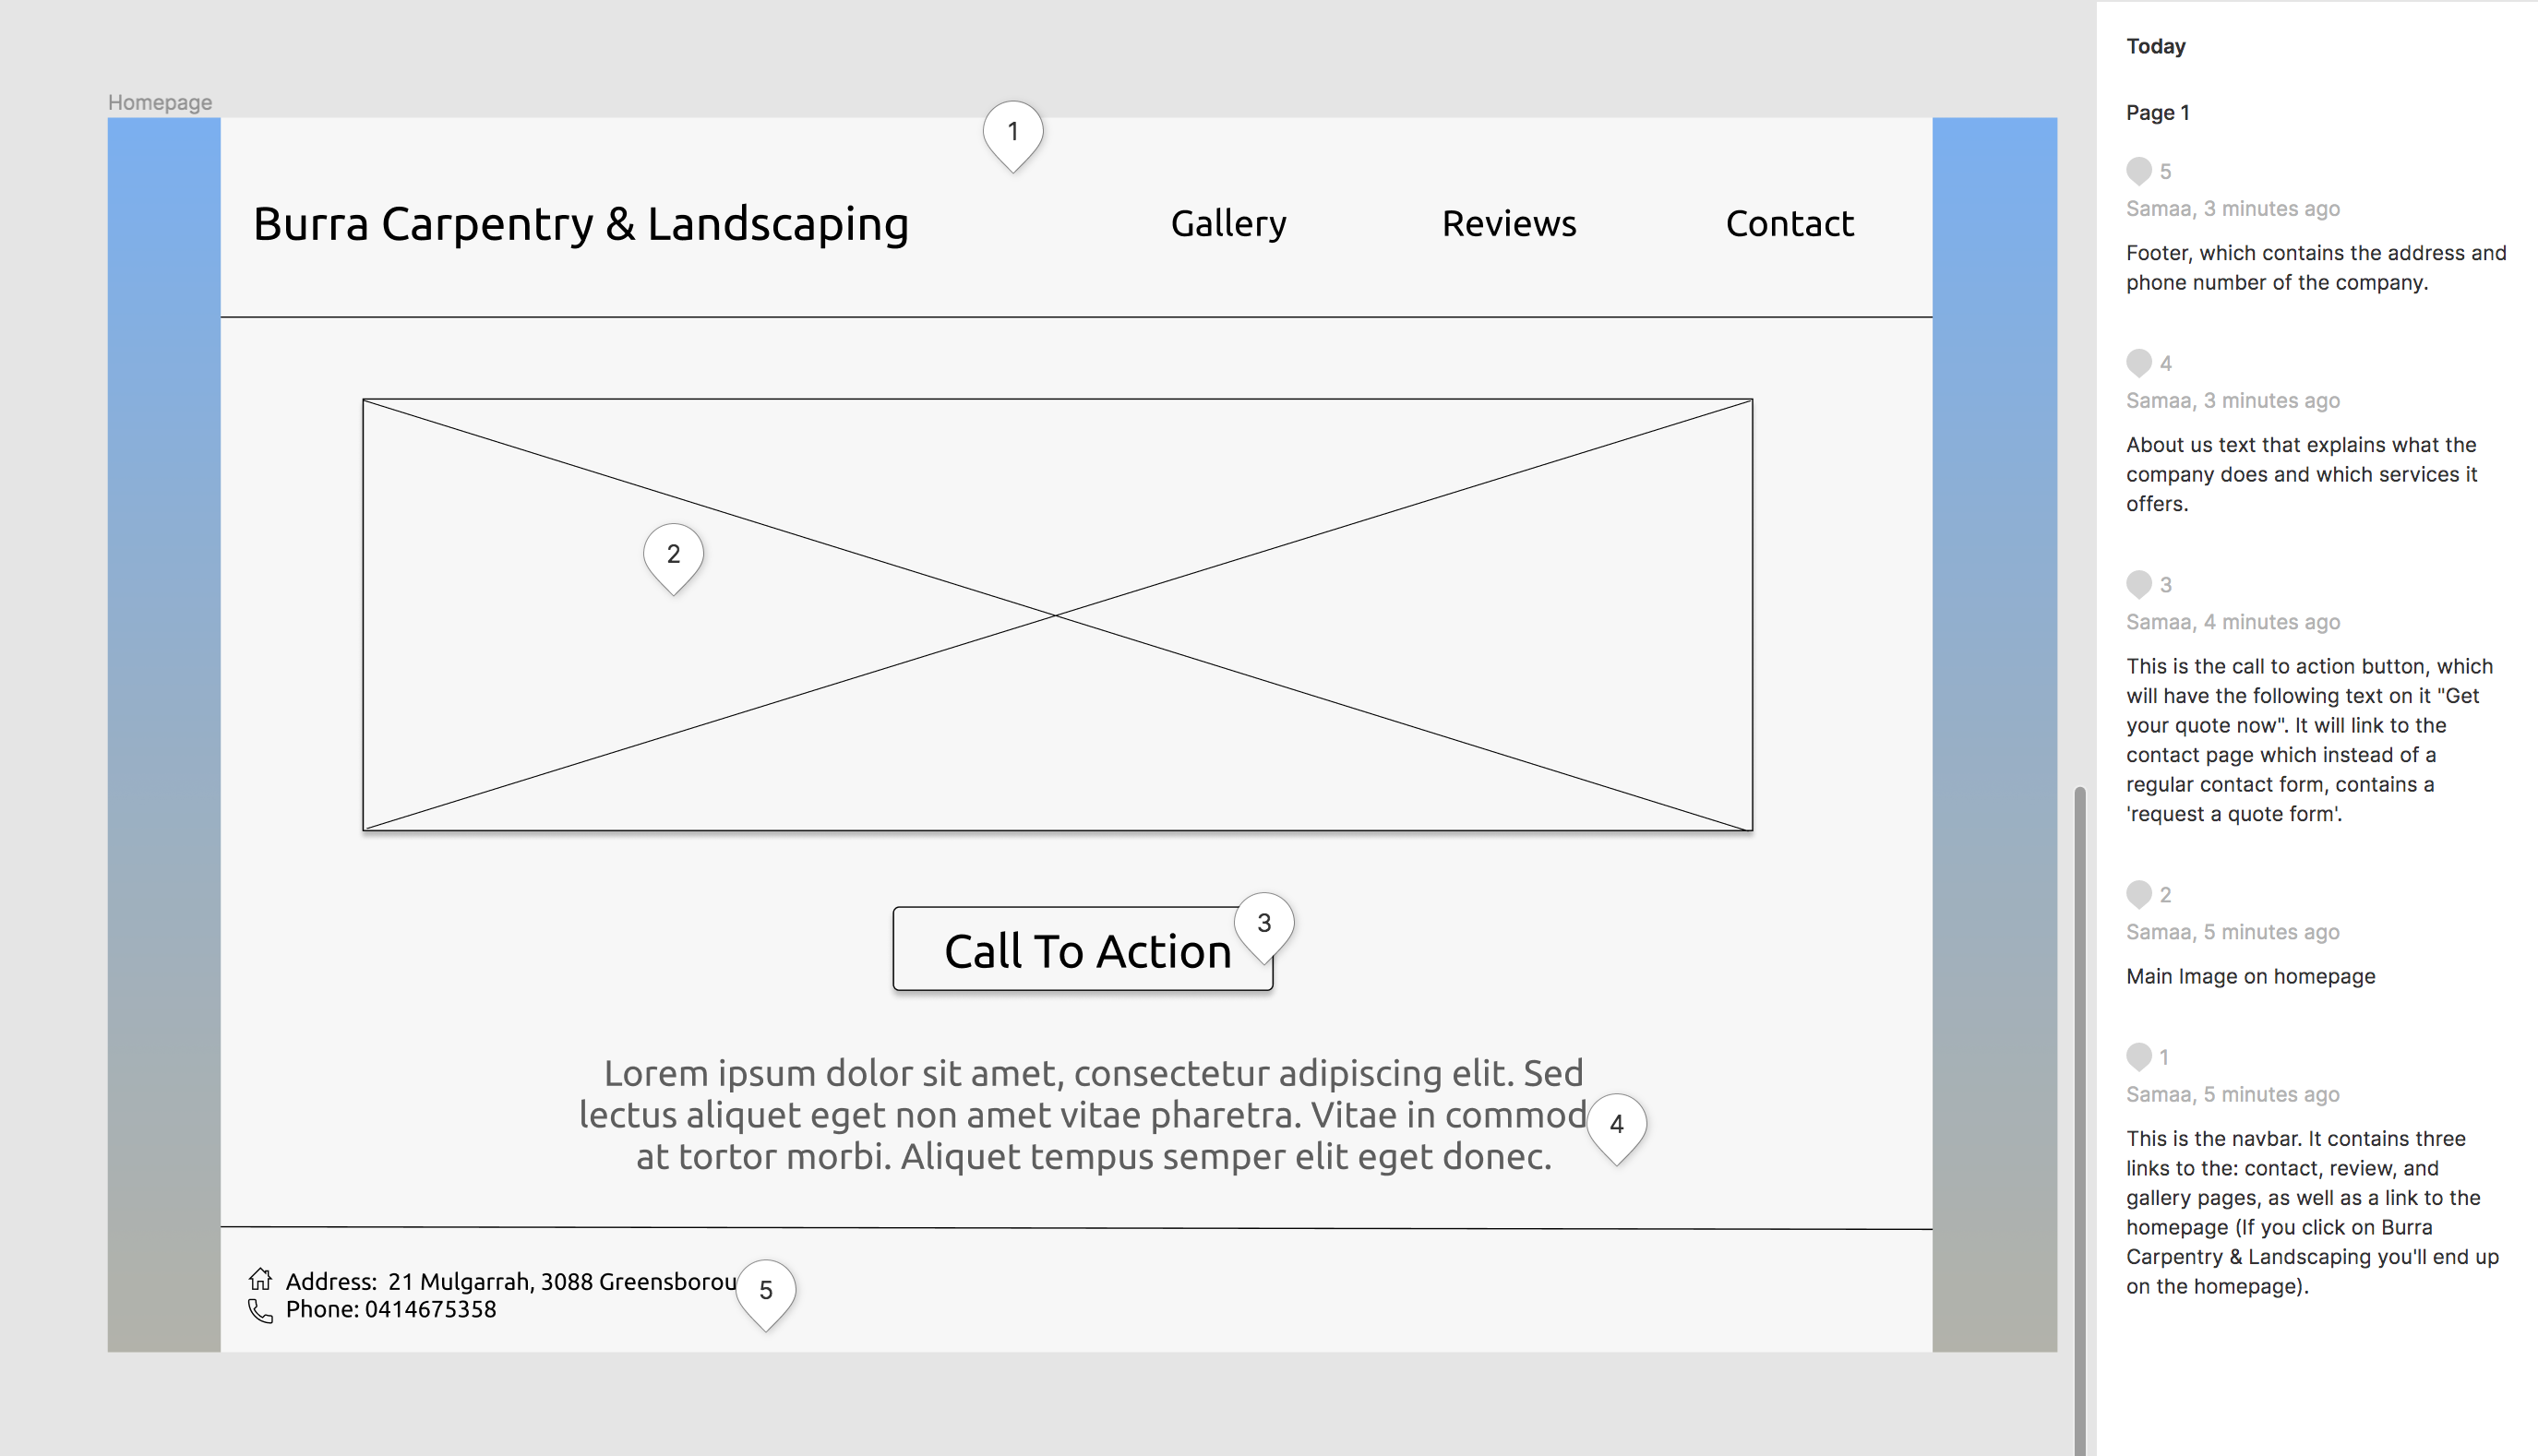 Homepage
1
Burra Carpentry & Landscaping
Gallery
Reviews
Contact
2
Call To Action
3
Lorem ipsum dolor sit amet, consectetur adipiscing elit. Sed
lectus aliquet eget non amet vitae pharetra. Vitae in commod
at tortor morbi. Aliquet tempus semper elit eget donec.
4
Address: 21 Mulgarrah, 3088 Greensborou
Phone: 0414675358
5
Today
Page 1
5
Samaa, 3 minutes ago
Footer, which contains the address and
phone number of the company.
4
Samaa, 3 minutes ago
About us text that explains what the
company does and which services it
offers.
3
Samaa, 4 minutes ago
This is the call to action button, which
will have the following text on it "Get
your quote now". It will link to the
contact page which instead of a
regular contact form, contains a
'request a quote form'.
2
Samaa, 5 minutes ago
Main Image on homepage
1
Samaa, 5 minutes ago
This is the navbar. It contains three
links to the: contact, review, and
gallery pages, as well as a link to the
homepage (If you click on Burra
Carpentry & Landscaping you'll end up
on the homepage).